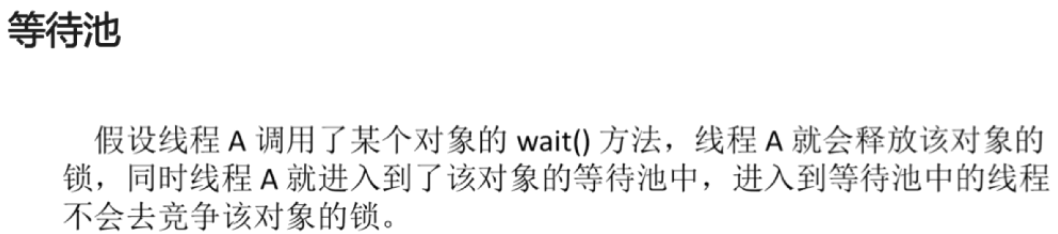 等待池
假设线程 A 调用了某个对象的 wait() 方法，线程 A 就会释放该对象的
锁，同时线程 A 就进入到了该对象的等待池中，进入到等待池中的线程
不会去竞争该对象的锁。